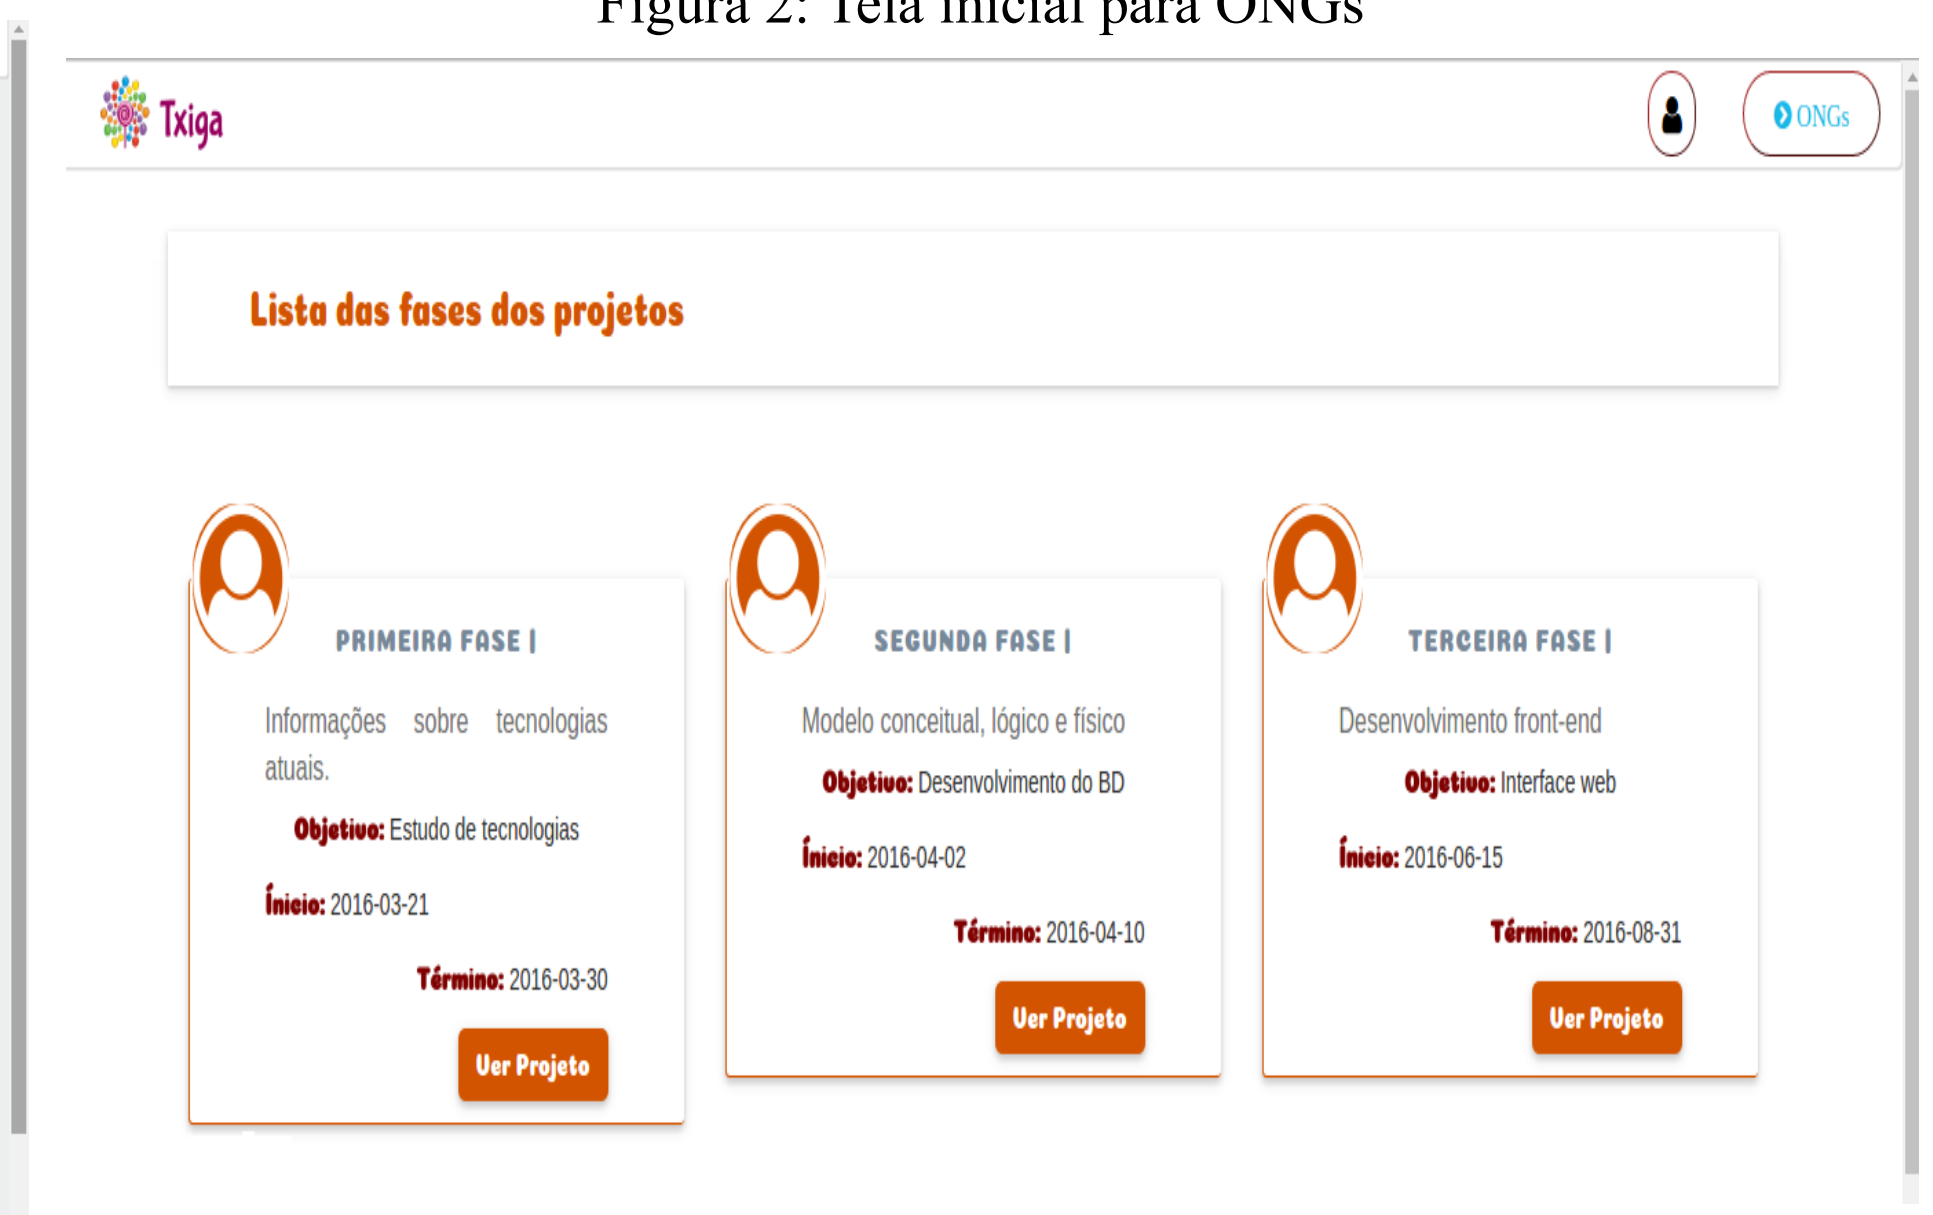 Figura 2: Tela inicial para ONGs
Txiga
ONGs
Lista das fases dos projetos
PRIMEIRA FASE |
Informações sobre tecnologias
atuais.
Objetivo: Estudo de tecnologias
Ínicio: 2016-03-21
Término: 2016-03-30
Ver Projeto
SEGUNDA FASE |
Modelo conceitual, lógico e físico
Objetivo: Desenvolvimento do BD
Ínicio: 2016-04-02
Término: 2016-04-10
Ver Projeto
TERCEIRA FASE |
Desenvolvimento front-end
Objetivo: Interface web
Ínicio: 2016-06-15
Término: 2016-08-31
Ver Projeto